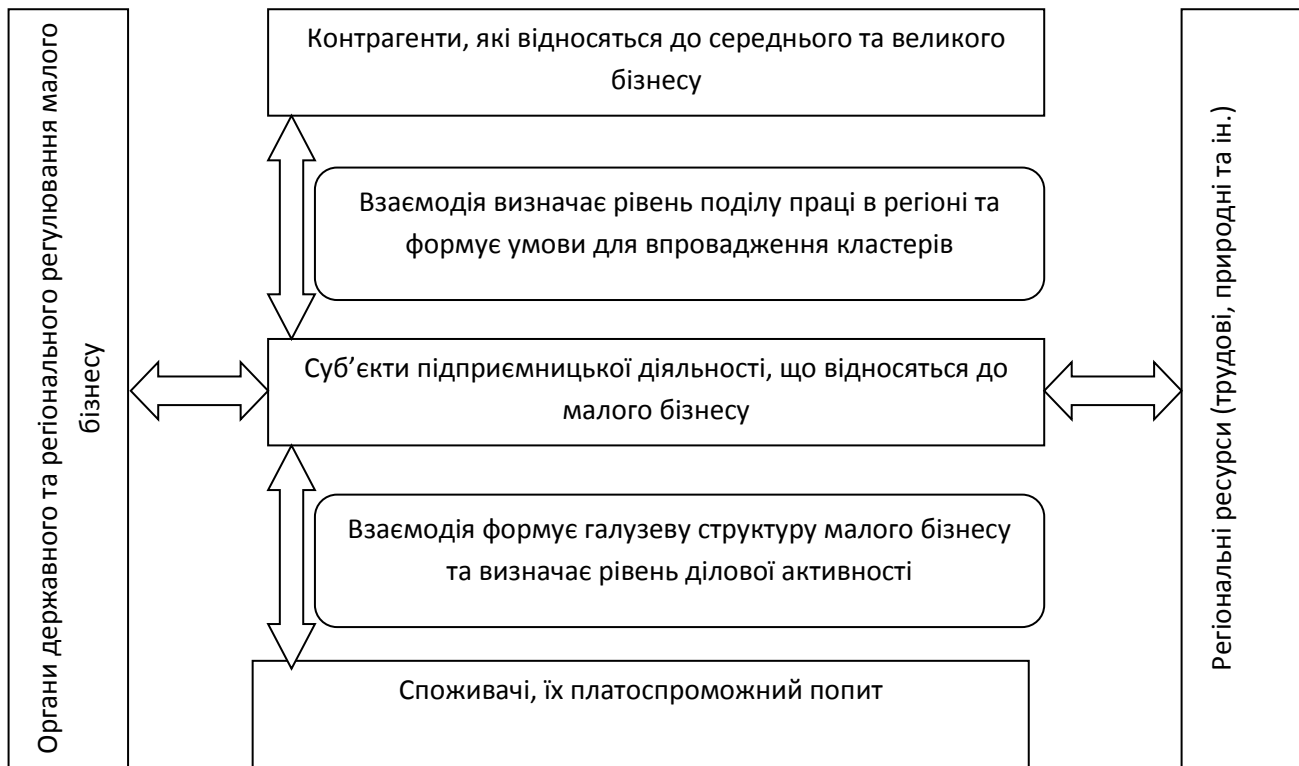 Органи державного та регіонального регулювання малого
бізнесу
Контрагенти, які відносяться до середнього та великого
бізнесу
Взаємодія визначає рівень поділу праці в регіоні та
формує умови для впровадження кластерів
Суб’єкти підприємницької діяльності, що відносяться до
малого бізнесу
Взаємодія формує галузеву структуру малого бізнесу
та визначає рівень ділової активності
Споживачі, їх платоспроможний попит
Регіональні ресурси (трудові, природні та ін.)